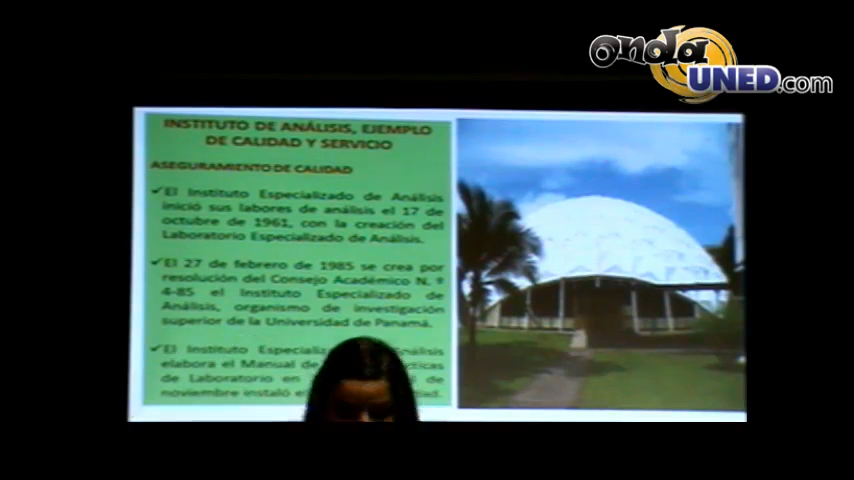 onda
UNED.com
INSTITUTO DE ANÁLISIS, EJEMPLO
DE CALIDAD Y SERVICIO
ASEGURAMIENTO DE CALIDAD
✓El Instituto Especializado de Análisis
inició sus labores de análisis el 17 de
octubre de 1961, con la creación del
Laboratorio Especializado de Análisis.
✓El 27 de febrero de 1985 se crea por
resolución del Consejo Académico N. º
4-85 el Instituto Especializado de
Análisis, organismo de investigación
superior de la Universidad de Panamá.
✓El Instituto Análisis
elabora el Manual de
de Laboratorio en de
noviembre instaló